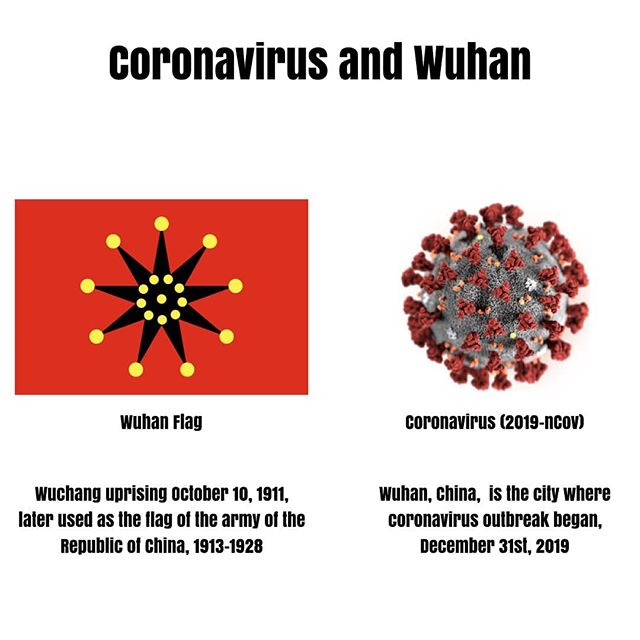 Coronavirus and Wuhan
Wuhan Flag
Wuchang uprising October 10, 1911,
later used as the flag of the army of the
Republic of China, 1913-1928
Coronavirus (2019-nCov)
Wuhan, China, is the city where
coronavirus outbreak began,
December 31st, 2019